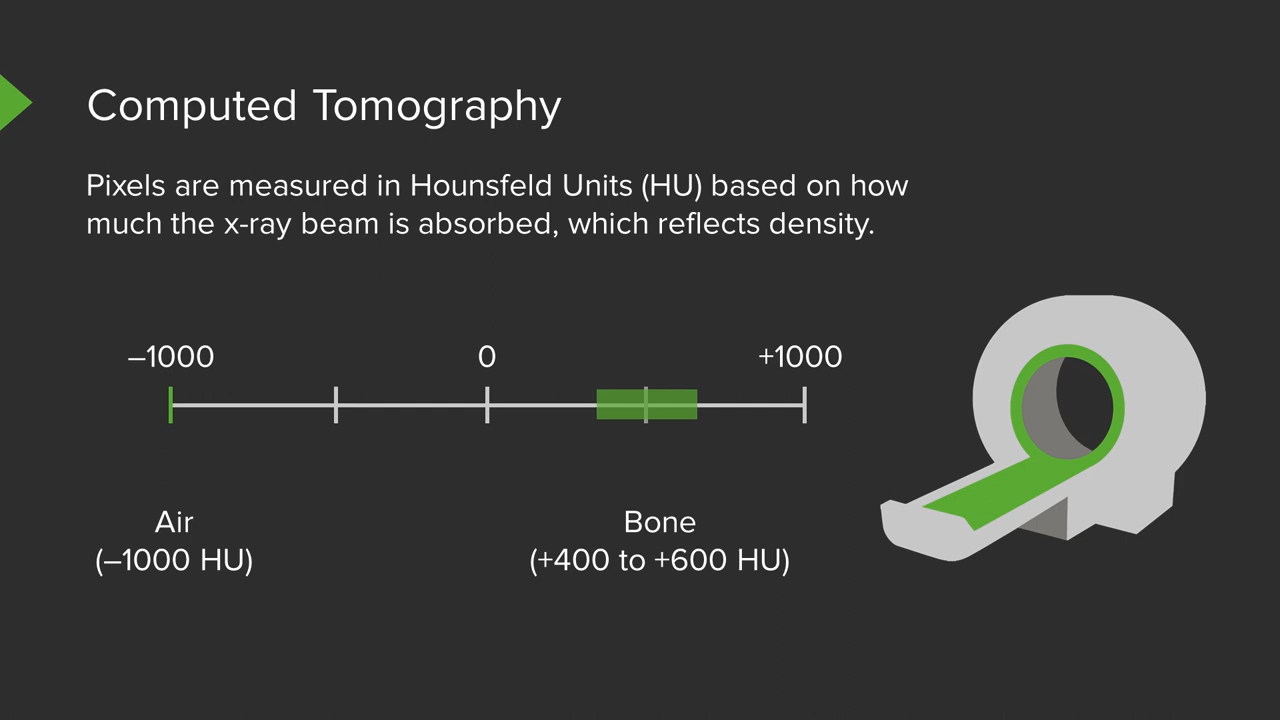 Computed Tomography
Pixels are measured in Hounsfeld Units (HU) based on how
much the x-ray beam is absorbed, which reflects density.
–1000 0 +1000
Air Bone
(–1000 HU) (+400 to +600 HU)